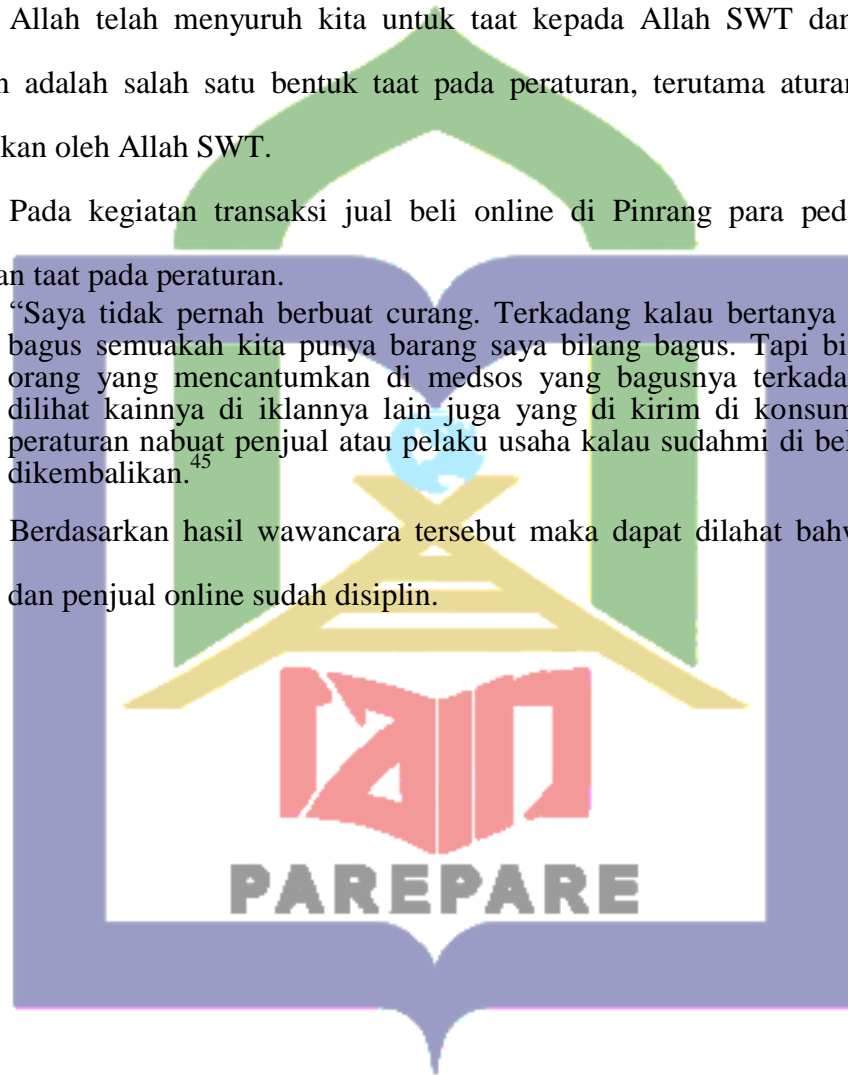 Allah telah menyuruh kita untuk taat kepada Allah SWT dan
adalah salah satu bentuk taat pada peraturan, terutama aturan
kan oleh Allah SWT.
Pada kegiatan transaksi jual beli online di Pinrang para ped
an taat pada peraturan.
“Saya tidak pernah berbuat curang. Terkadang kalau bertanya
bagus semuakah kita punya barang saya bilang bagus. Tapi bi
orang yang mencantumkan di medsos yang bagusnya terkada
dilihat kainnya di iklannya lain juga yang di kirim di konsum
peraturan nabuat penjual atau pelaku usaha kalau sudahmi di bel
dikembalikan.45
Berdasarkan hasil wawancara tersebut maka dapat dilahat bahw
dan penjual online sudah disiplin.
iain
PAREPARE